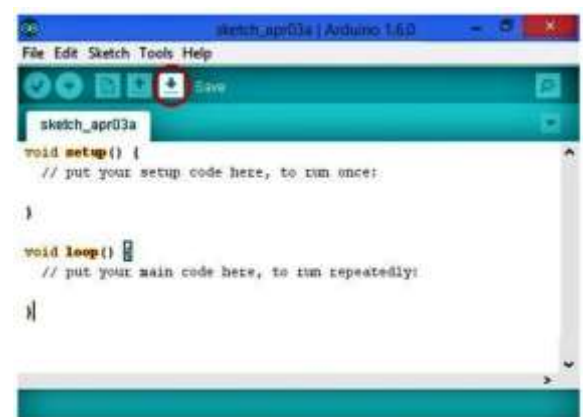 sketch_apr03a | Arduino 1.6.0
File Edit Sketch Tools Help
Save
sketch_apr03a
void setup() {
// put your setup code here, to run once:
}
void loop() {
// put your main code here, to run repeatedly:
}